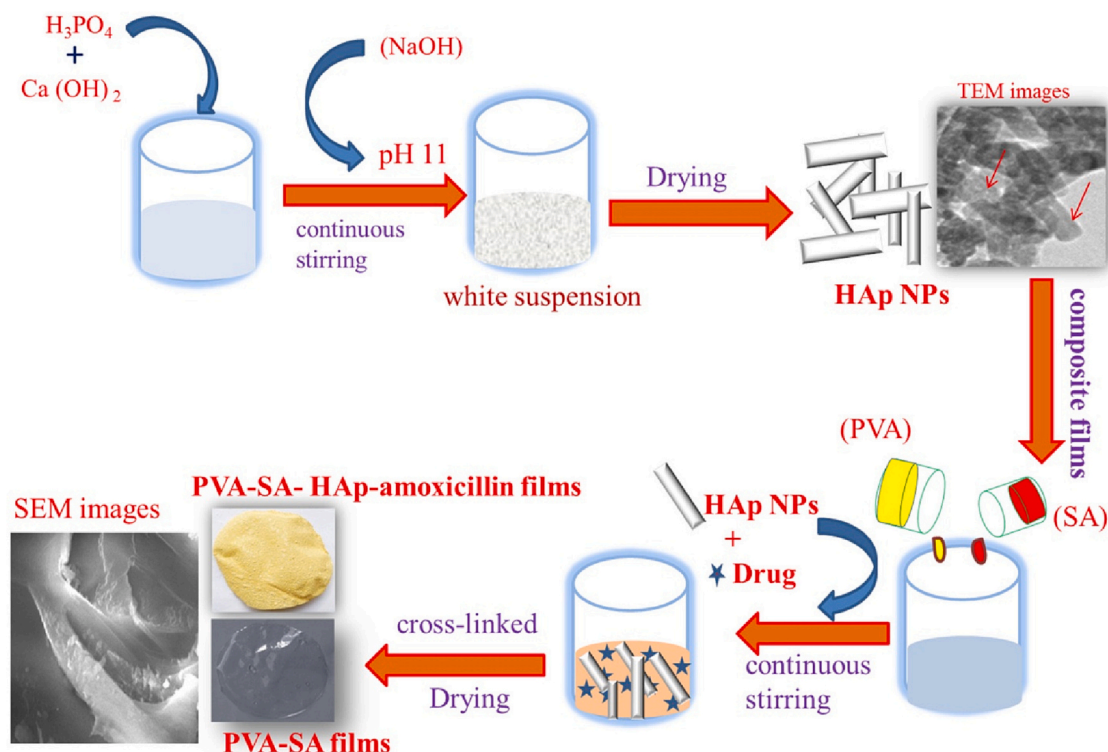 H₃PO₄
+
Ca (OH) ₂
(NaOH)
pH 11
continuous
stirring
white suspension
Drying
TEM images
HAp NPs
composite films
(PVA)
(SA)
HAp NPs
+
Drug
continuous
stirring
cross-linked
Drying
PVA-SA- HAp-amoxicillin films
SEM images
PVA-SA films